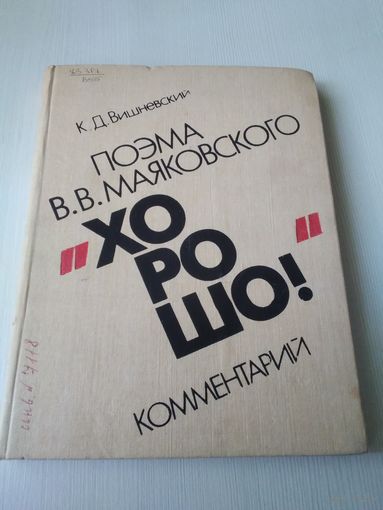 К. Д. Вишневский
ПОЭМА
В. В. МАЯКОВСКОГО
"ХО
РО
ШО!"
КОММЕНТАРИЙ